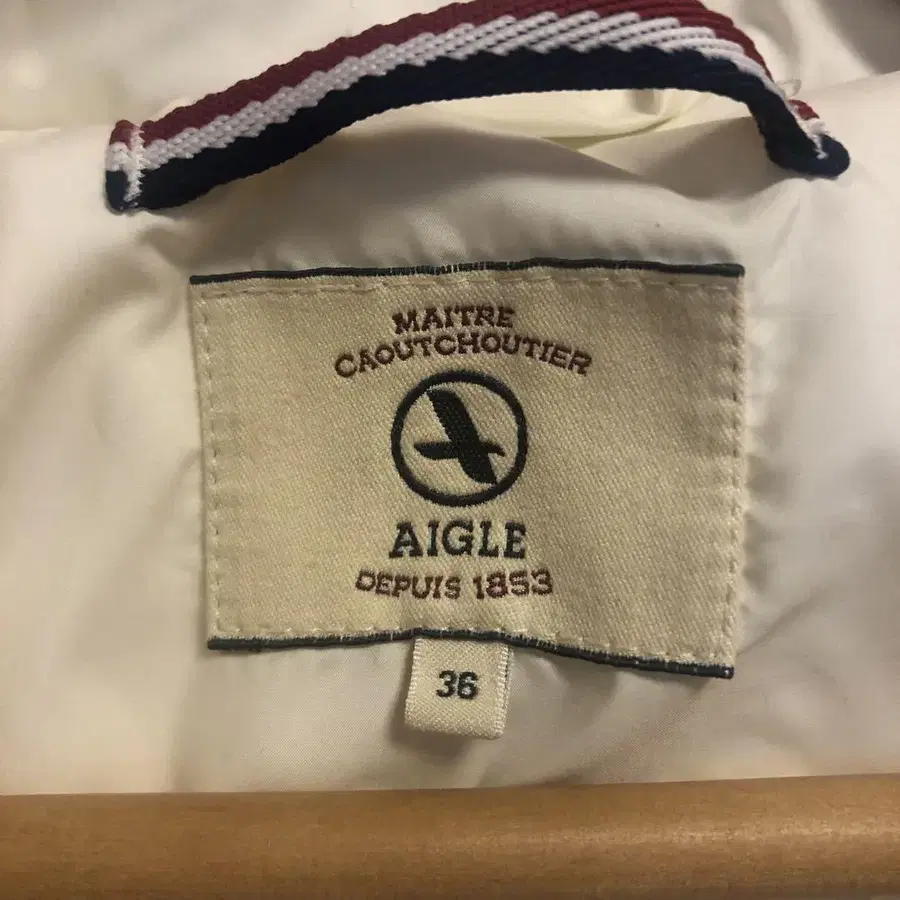 MAITRE
CAOUTCHOUTIER
AIGLE
DEPUIS 1853
36